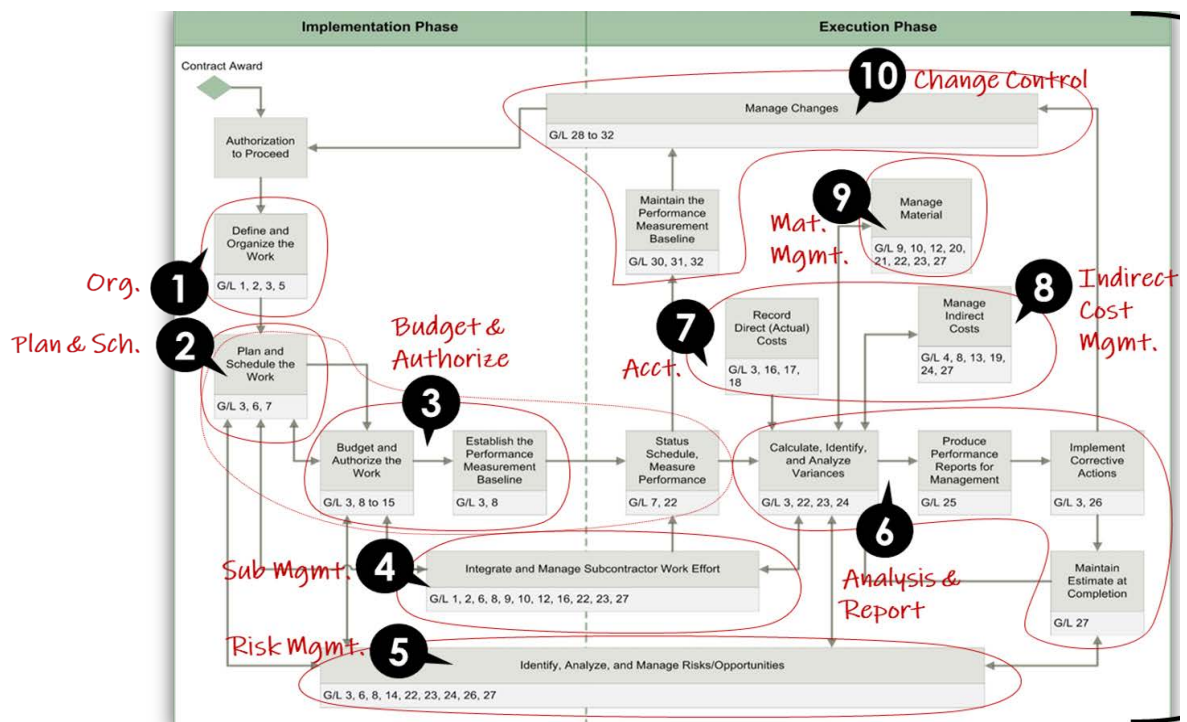 Implementation Phase
Execution Phase
Contract Award
10
Change Control
Manage Changes
G/L 28 to 32
Authorization
to Proceed
Maintain the
Performance
Measurement
Baseline
G/L 30, 31, 32
9
Mat.
Mgmt.
Manage
Material
G/L 9, 10, 12, 20,
21, 22, 23, 27
Define and
Organize the
Work
G/L 1, 2, 3, 5
1
Org.
8
Indirect
Cost
Mgmt.
Manage
Indirect
Costs
G/L 4, 8, 13, 19,
24, 27
7
Acct.
Record
Direct (Actual)
Costs
G/L 3, 16, 17,
18
2
Plan & Sch.
Plan and
Schedule the
Work
G/L 3, 6, 7
Budget &
Authorize
3
Budget and
Authorize the
Work
G/L 3, 8 to 15
Establish the
Performance
Measurement
Baseline
G/L 3, 8
Status
Schedule,
Measure
Performance
G/L 7, 22
Calculate, Identify,
and Analyze
Variances
G/L 3, 22, 23, 24
Produce
Performance
Reports for
Management
G/L 25
Implement
Corrective
Actions
G/L 3, 26
6
Analysis &
Report
Sub Mgmt.
4
Integrate and Manage Subcontractor Work Effort
G/L 1, 2, 6, 8, 9, 10, 12, 16, 22, 23, 27
Maintain
Estimate at
Completion
G/L 27
Risk Mgmt.
5
Identify, Analyze, and Manage Risks/Opportunities
G/L 3, 6, 8, 14, 22, 23, 24, 26, 27